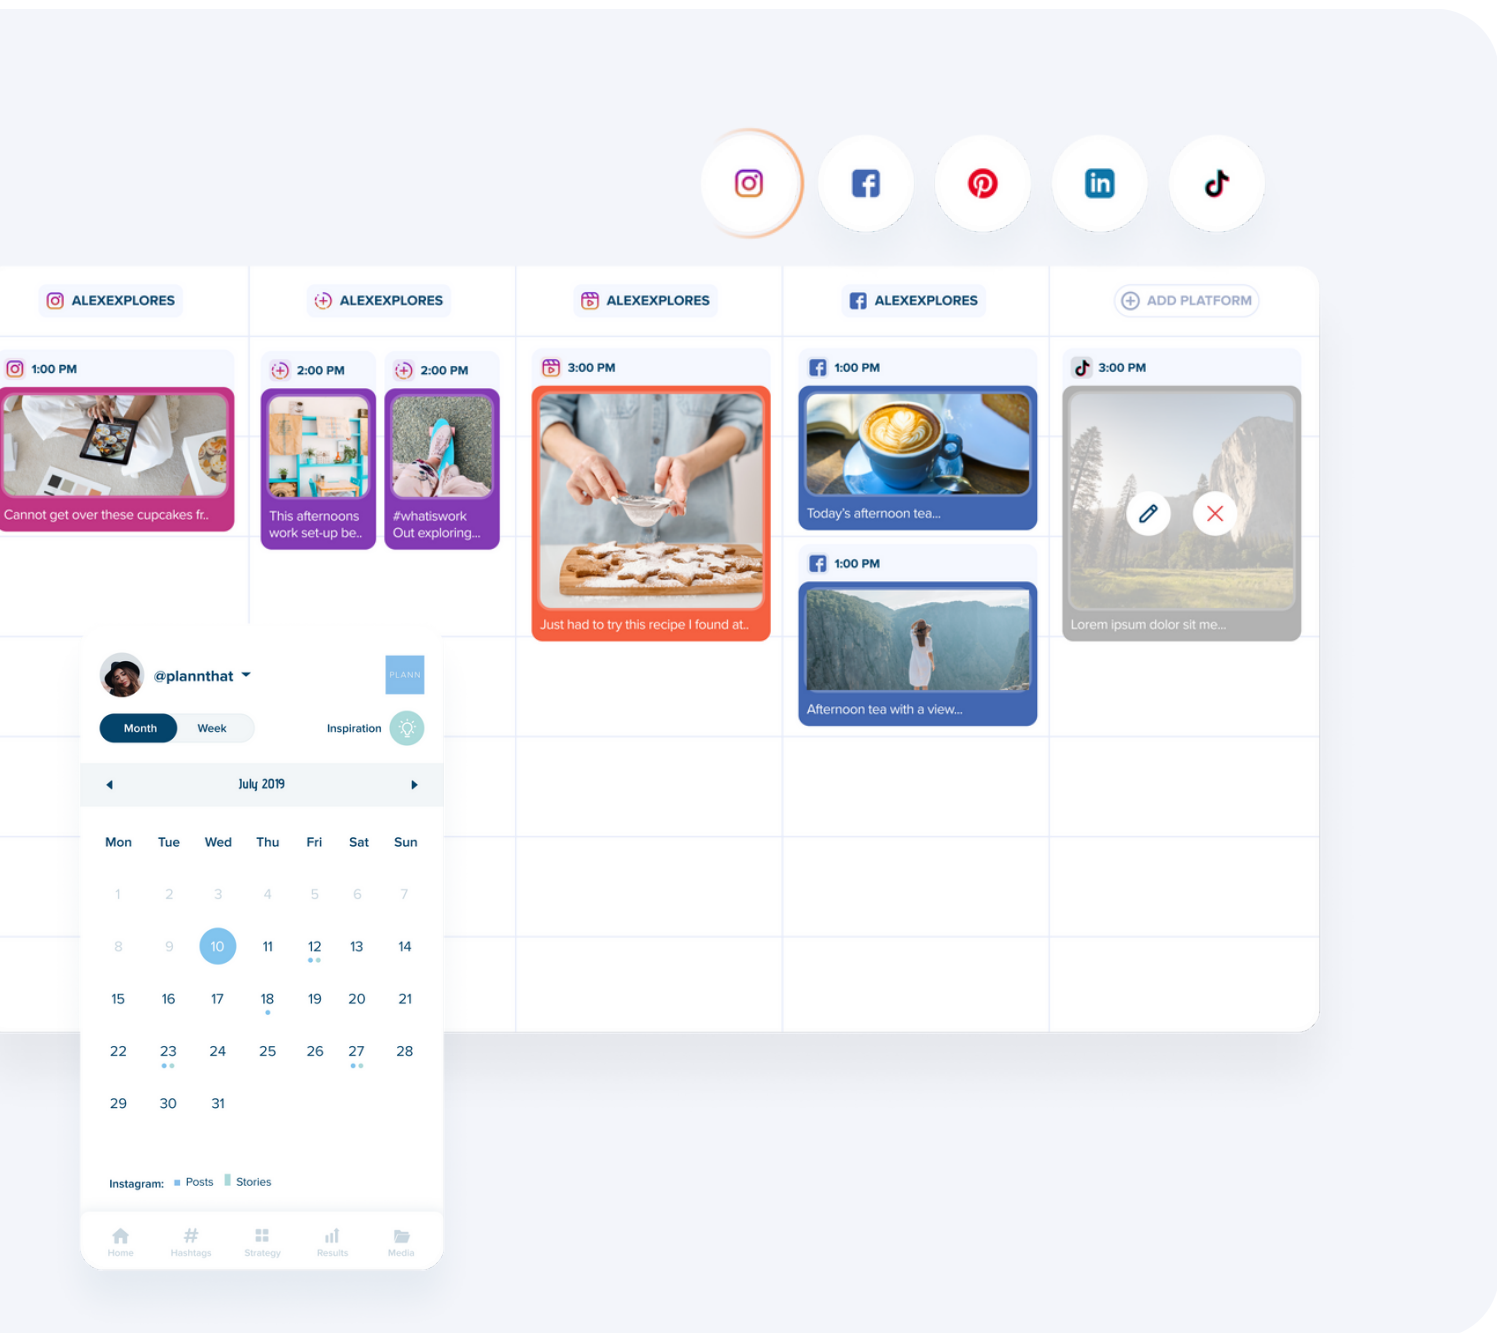 ALEXEXPLORES
ALEXEXPLORES
ALEXEXPLORES
ALEXEXPLORES
ADD PLATFORM
1:00 PM
Cannot get over these cupcakes fr..
2:00 PM
This afternoons
work set-up be..
2:00 PM
#whatiswork
Out exploring...
3:00 PM
Just had to try this recipe I found at..
1:00 PM
Today's afternoon tea...
1:00 PM
Afternoon tea with a view...
3:00 PM
Lorem ipsum dolor sit me...
@plannthat
PLANN
Month Week Inspiration
July 2019
Mon Tue Wed Thu Fri Sat Sun
1 2 3 4 5 6 7
8 9 10 11 12 13 14
15 16 17 18 19 20 21
22 23 24 25 26 27 28
29 30 31
Instagram: Posts Stories
Home Hashtags Strategy Results Media